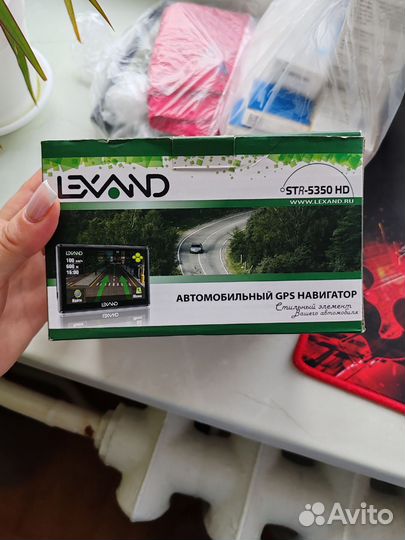 LEXAND
STR-5350 HD
WWW.LEXAND.RU
LEXAND
АВТОМОБИЛЬНЫЙ GPS НАВИГАТОР
Стильный элемент
Вашего автомобиля
Avito